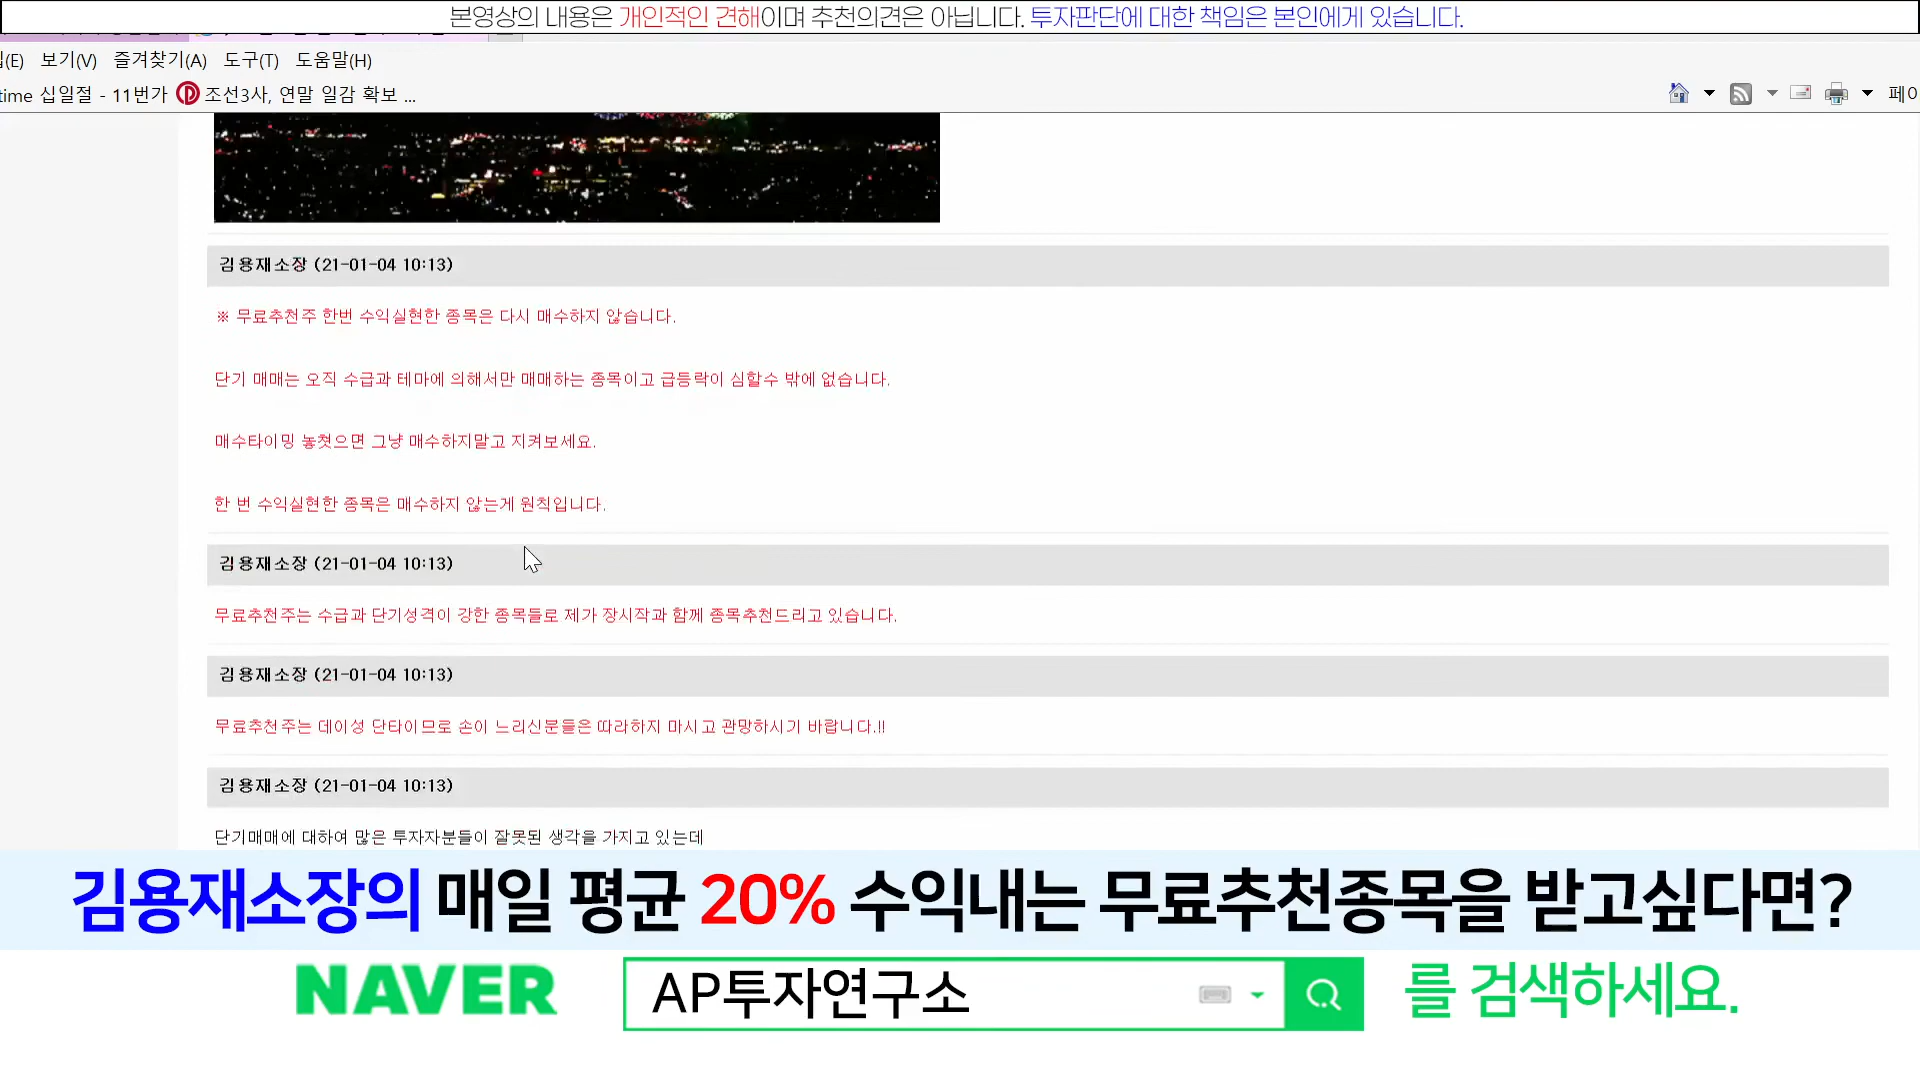 본영상의 내용은 개인적인 견해이며 추천의견은 아닙니다. 투자판단에 대한 책임은 본인에게 있습니다.
(E) 보기(V) 즐겨찾기(A) 도구(T) 도움말(H)
time 십일절 - 11번가 조선3사, 연말 일감 확보 ...
페이
김용재소장 (21-01-04 10:13)
※ 무료추천주 한번 수익실현한 종목은 다시 매수하지 않습니다.
단기 매매는 오직 수급과 테마에 의해서만 매매하는 종목이고 급등락이 심할수 밖에 없습니다.
매수타이밍 놓쳣으면 그냥 매수하지말고 지켜보세요.
한 번 수익실현한 종목은 매수하지 않는게 원칙입니다.
김용재소장 (21-01-04 10:13)
무료추천주는 수급과 단기성격이 강한 종목들로 제가 장시작과 함께 종목추천드리고 있습니다.
김용재소장 (21-01-04 10:13)
무료추천주는 데이성 단타이므로 손이 느리신분들은 따라하지 마시고 관망하시기 바랍니다.!!
김용재소장 (21-01-04 10:13)
단기매매에 대하여 많은 투자자분들이 잘못된 생각을 가지고 있는데
김용재소장의 매일 평균 20% 수익내는 무료추천종목을 받고싶다면?
NAVER AP투자연구소 를 검색하세요.